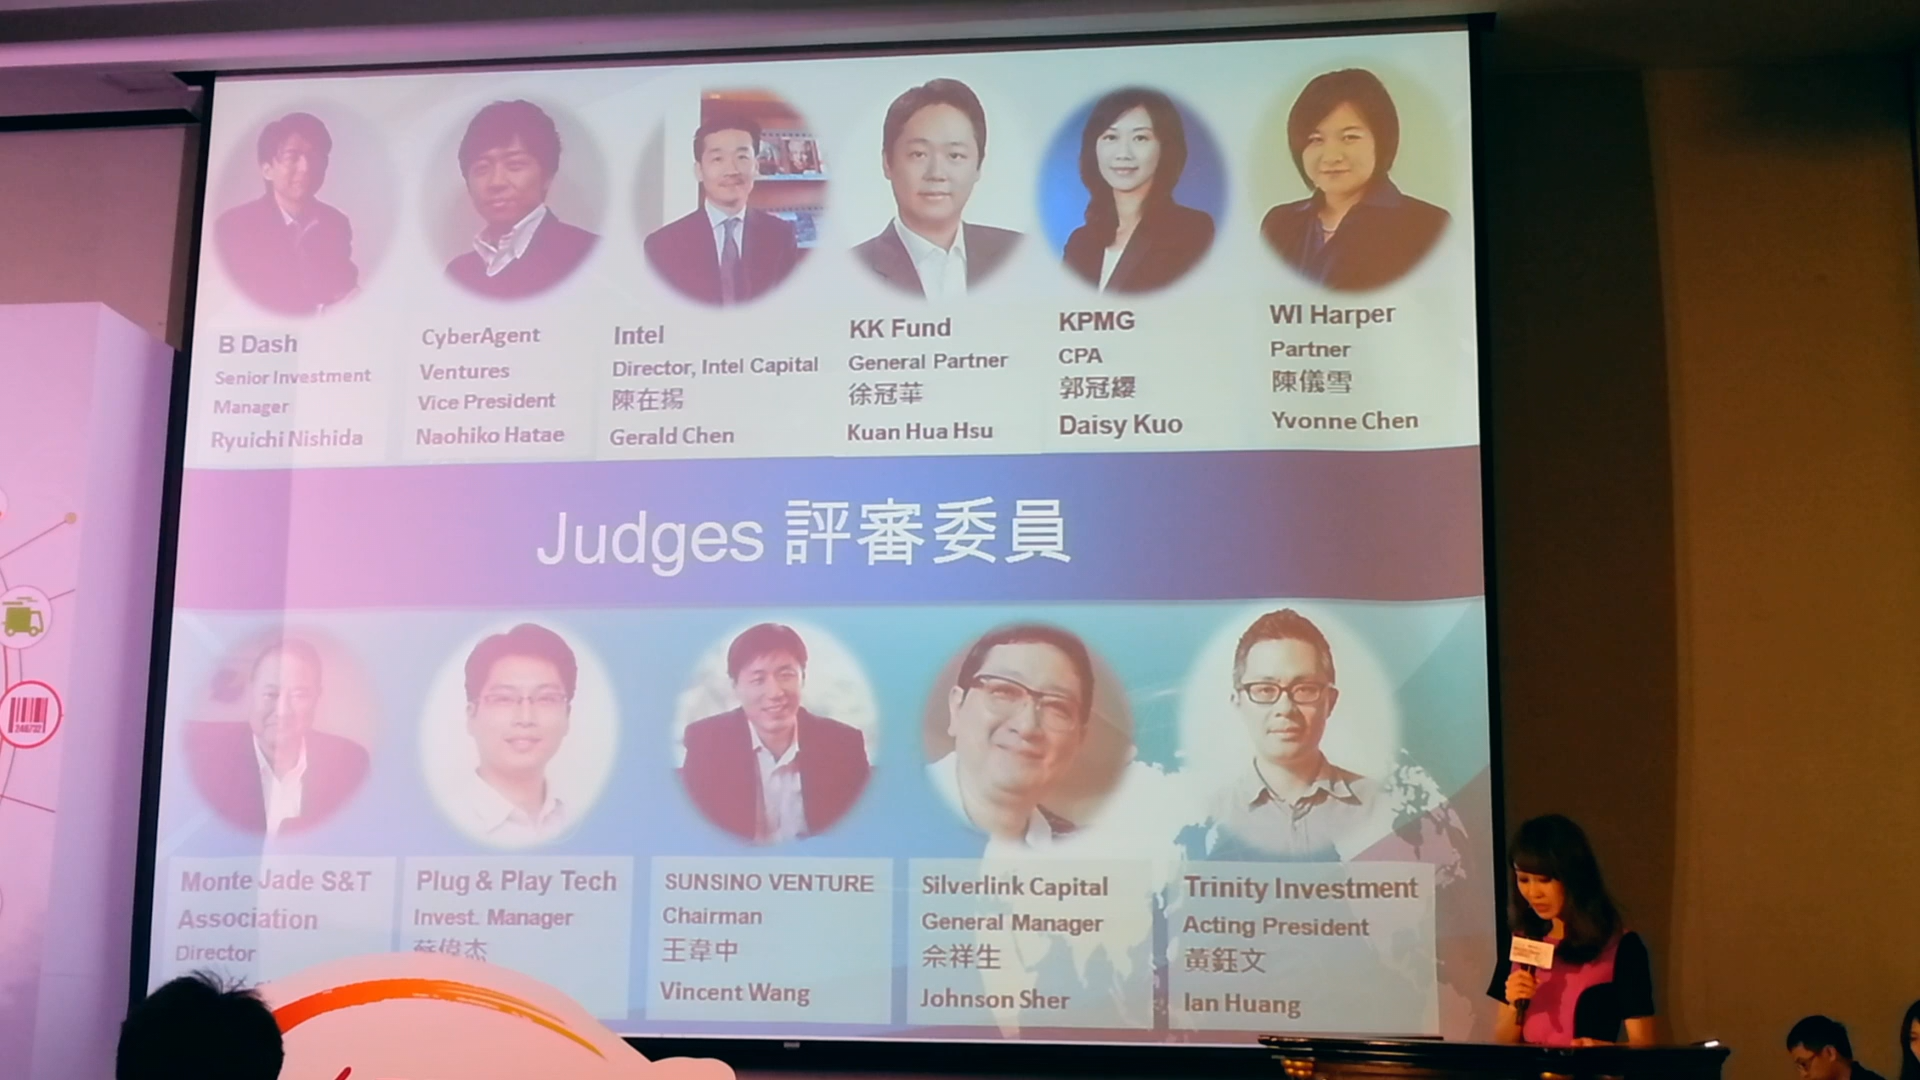 B Dash
Senior Investment
Manager
Ryuichi Nishida
CyberAgent
Ventures
Vice President
Naohiko Hatae
Intel
Director, Intel Capital
陳在揚
Gerald Chen
KK Fund
General Partner
徐冠華
Kuan Hua Hsu
KPMG
CPA
郭冠纓
Daisy Kuo
WI Harper
Partner
陳儀雪
Yvonne Chen
Judges 評審委員
Monte Jade S&T
Association
Director
Plug & Play Tech
Invest. Manager
蘇偉杰
SUNSINO VENTURE
Chairman
王韋中
Vincent Wang
Silverlink Capital
General Manager
佘祥生
Johnson Sher
Trinity Investment
Acting President
黃鈺文
Ian Huang